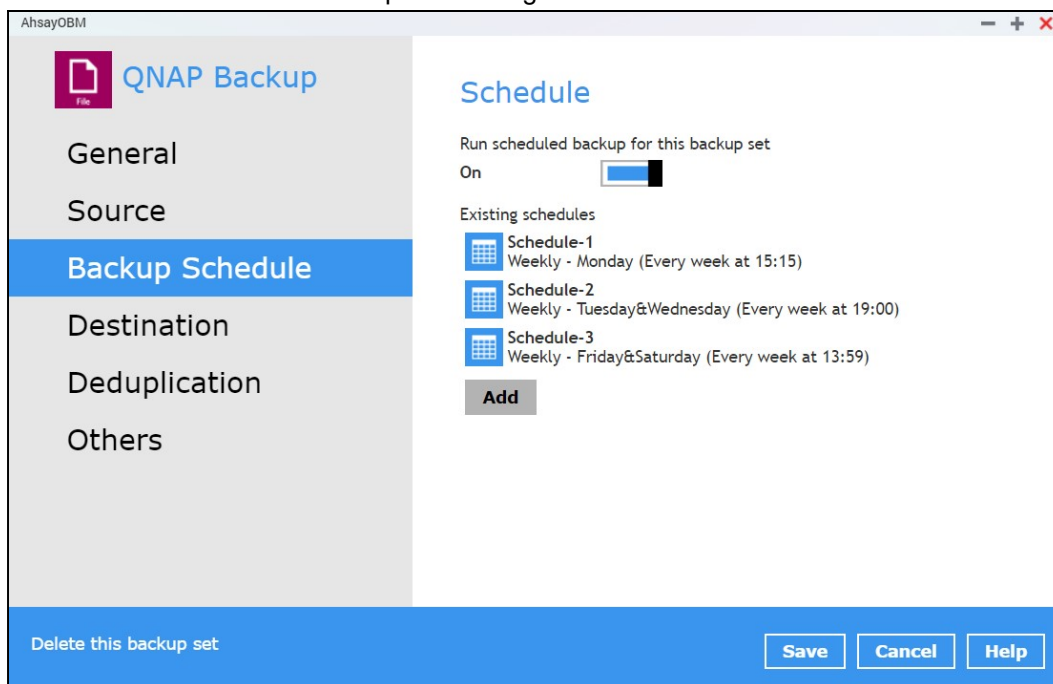 AhsayOBM
File
QNAP Backup
General
Source
Backup Schedule
Destination
Deduplication
Others
Schedule
Run scheduled backup for this backup set
On
Existing schedules
Schedule-1
Weekly - Monday (Every week at 15:15)
Schedule-2
Weekly - Tuesday&Wednesday (Every week at 19:00)
Schedule-3
Weekly - Friday&Saturday (Every week at 13:59)
Add
Delete this backup set
Save Cancel Help